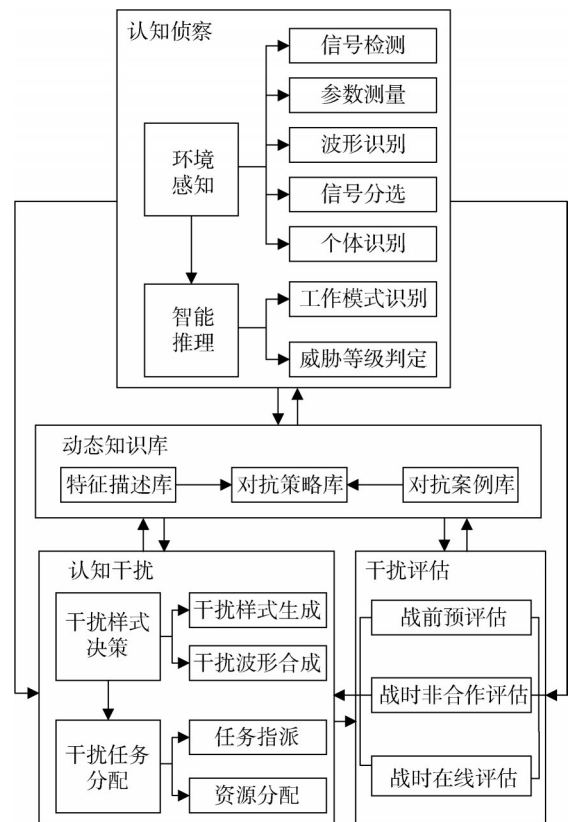 认知侦察
信号检测
参数测量
环境
感知
波形识别
信号分选
个体识别
智能
推理
工作模式识别
威胁等级判定
动态知识库
特征描述库
对抗策略库
对抗案例库
认知干扰
干扰样式
决策
干扰样式生成
干扰波形合成
干扰任务
分配
任务指派
资源分配
干扰评估
战前预评估
战时非合作评估
战时在线评估